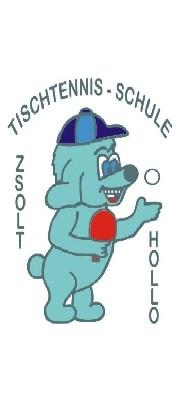 TISCHTENNIS - SCHULE
ZSOLT
HOLLO